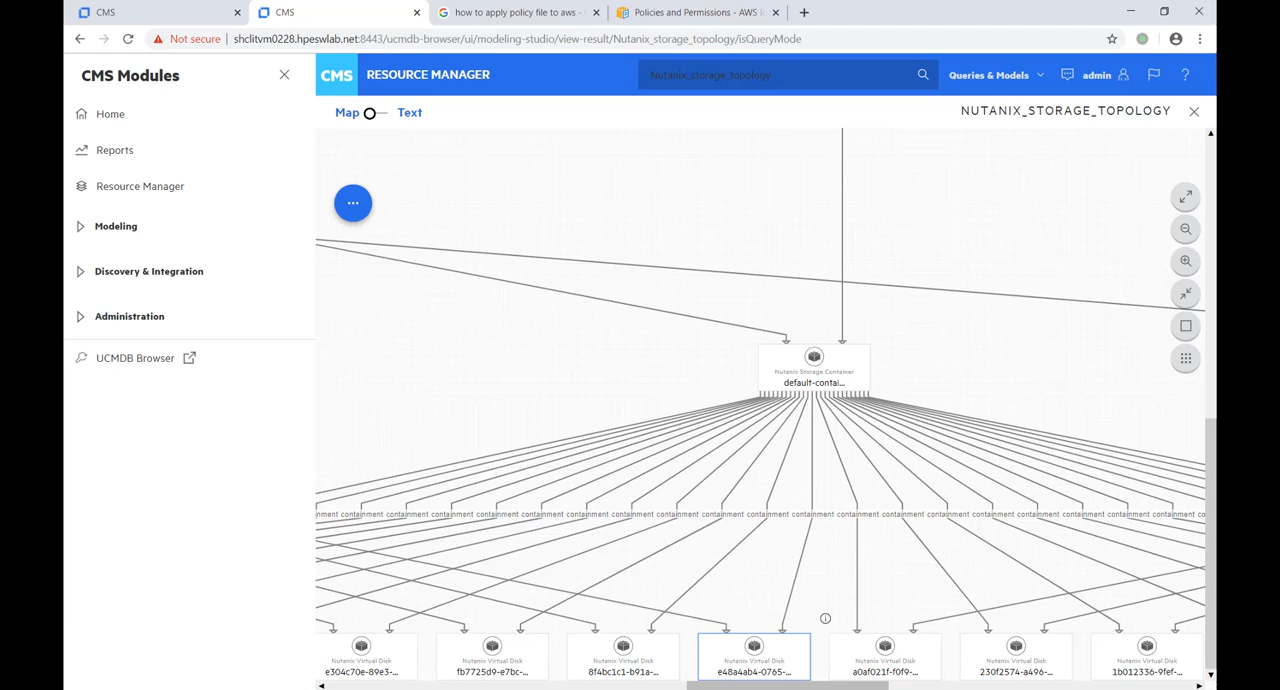 CMS
CMS
how to apply policy file to aws -
Policies and Permissions - AWS
Not secure
shclitvm0228.hpeswlab.net:8443/ucmdb-browser/ui/modeling-studio/view-result/Nutanix_storage_topology/isQueryMode
CMS Modules
CMS
RESOURCE MANAGER
Nutanix_storage_topology
Queries & Models
admin
?
Home
Reports
Resource Manager
Modeling
Discovery & Integration
Administration
UCMDB Browser
Map
Text
NUTANIX_STORAGE_TOPOLOGY
...
Nutanix Storage Container
default-contai...
nment containment containment containment containment containment containment containment containment containment containment containment containment containment containment containment containment containment containment containment co
Nutanix Virtual Disk
e304c70e-89e3-...
Nutanix Virtual Disk
fb7725d9-e7bc-...
Nutanix Virtual Disk
8f4bc1c1-b91a-...
Nutanix Virtual Disk
e48a4ab4-0765-...
Nutanix Virtual Disk
a0af021f-f0f9-...
Nutanix Virtual Disk
230f2574-a496-...
Nutanix Virtual Disk
1b012336-9fef-...